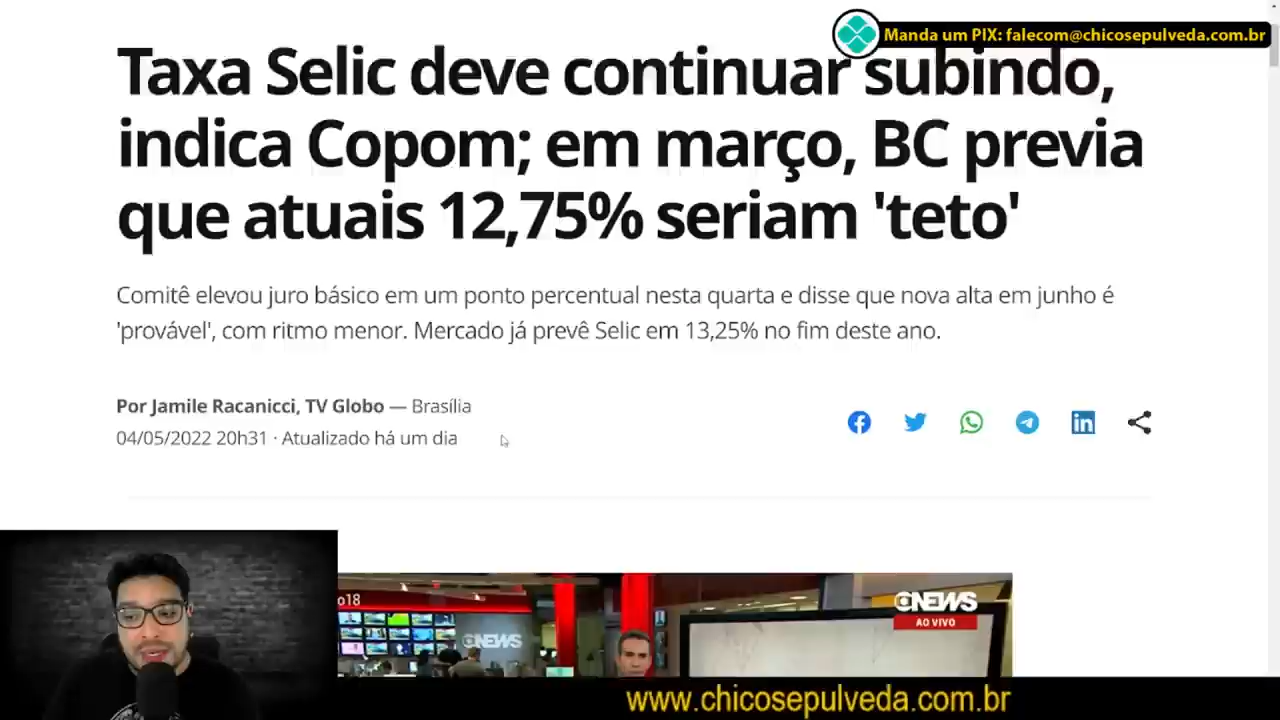 Manda um PIX: falecom@chicosepulveda.com.br
Taxa Selic deve continuar subindo,
indica Copom; em março, BC previa
que atuais 12,75% seriam 'teto'
Comitê elevou juro básico em um ponto percentual nesta quarta e disse que nova alta em junho é
'provável', com ritmo menor. Mercado já prevê Selic em 13,25% no fim deste ano.
Por Jamile Racanicci, TV Globo — Brasília
04/05/2022 20h31 · Atualizado há um dia
in
o18
GNEWS
GNEWS
AO VIVO
www.chicosepulveda.com.br